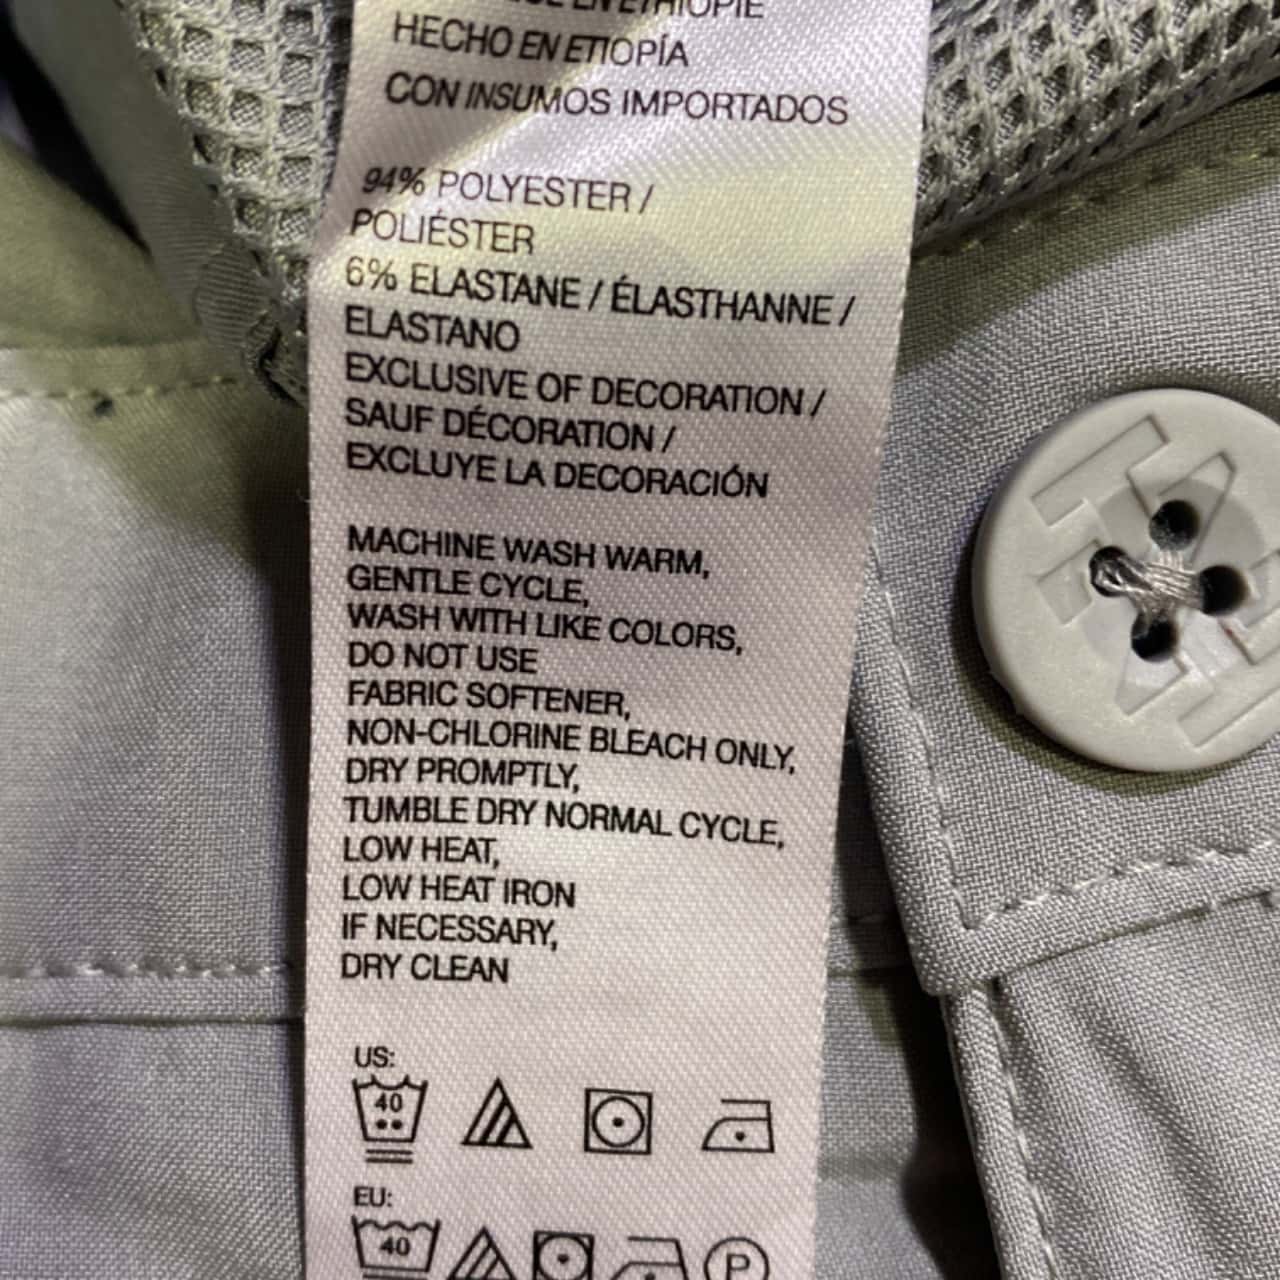 EN ETHIOPIE
HECHO EN ETIOPÍA
CON INSUMOS IMPORTADOS
94% POLYESTER /
POLIÉSTER
6% ELASTANE / ÉLASTHANNE /
ELASTANO
EXCLUSIVE OF DECORATION /
SAUF DÉCORATION /
EXCLUYE LA DECORACIÓN
MACHINE WASH WARM,
GENTLE CYCLE,
WASH WITH LIKE COLORS,
DO NOT USE
FABRIC SOFTENER,
NON-CHLORINE BLEACH ONLY,
DRY PROMPTLY,
TUMBLE DRY NORMAL CYCLE,
LOW HEAT,
LOW HEAT IRON
IF NECESSARY,
DRY CLEAN
US:
40
EU:
40 P